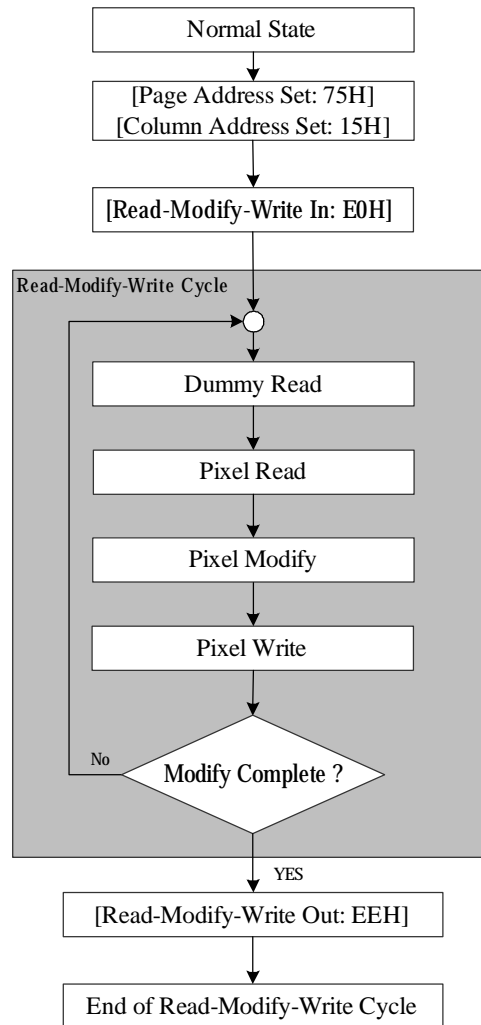 Normal State
[Page Address Set: 75H]
[Column Address Set: 15H]
[Read-Modify-Write In: E0H]
Read-Modify-Write Cycle
Dummy Read
Pixel Read
Pixel Modify
Pixel Write
No
Modify Complete ?
YES
[Read-Modify-Write Out: EEH]
End of Read-Modify-Write Cycle